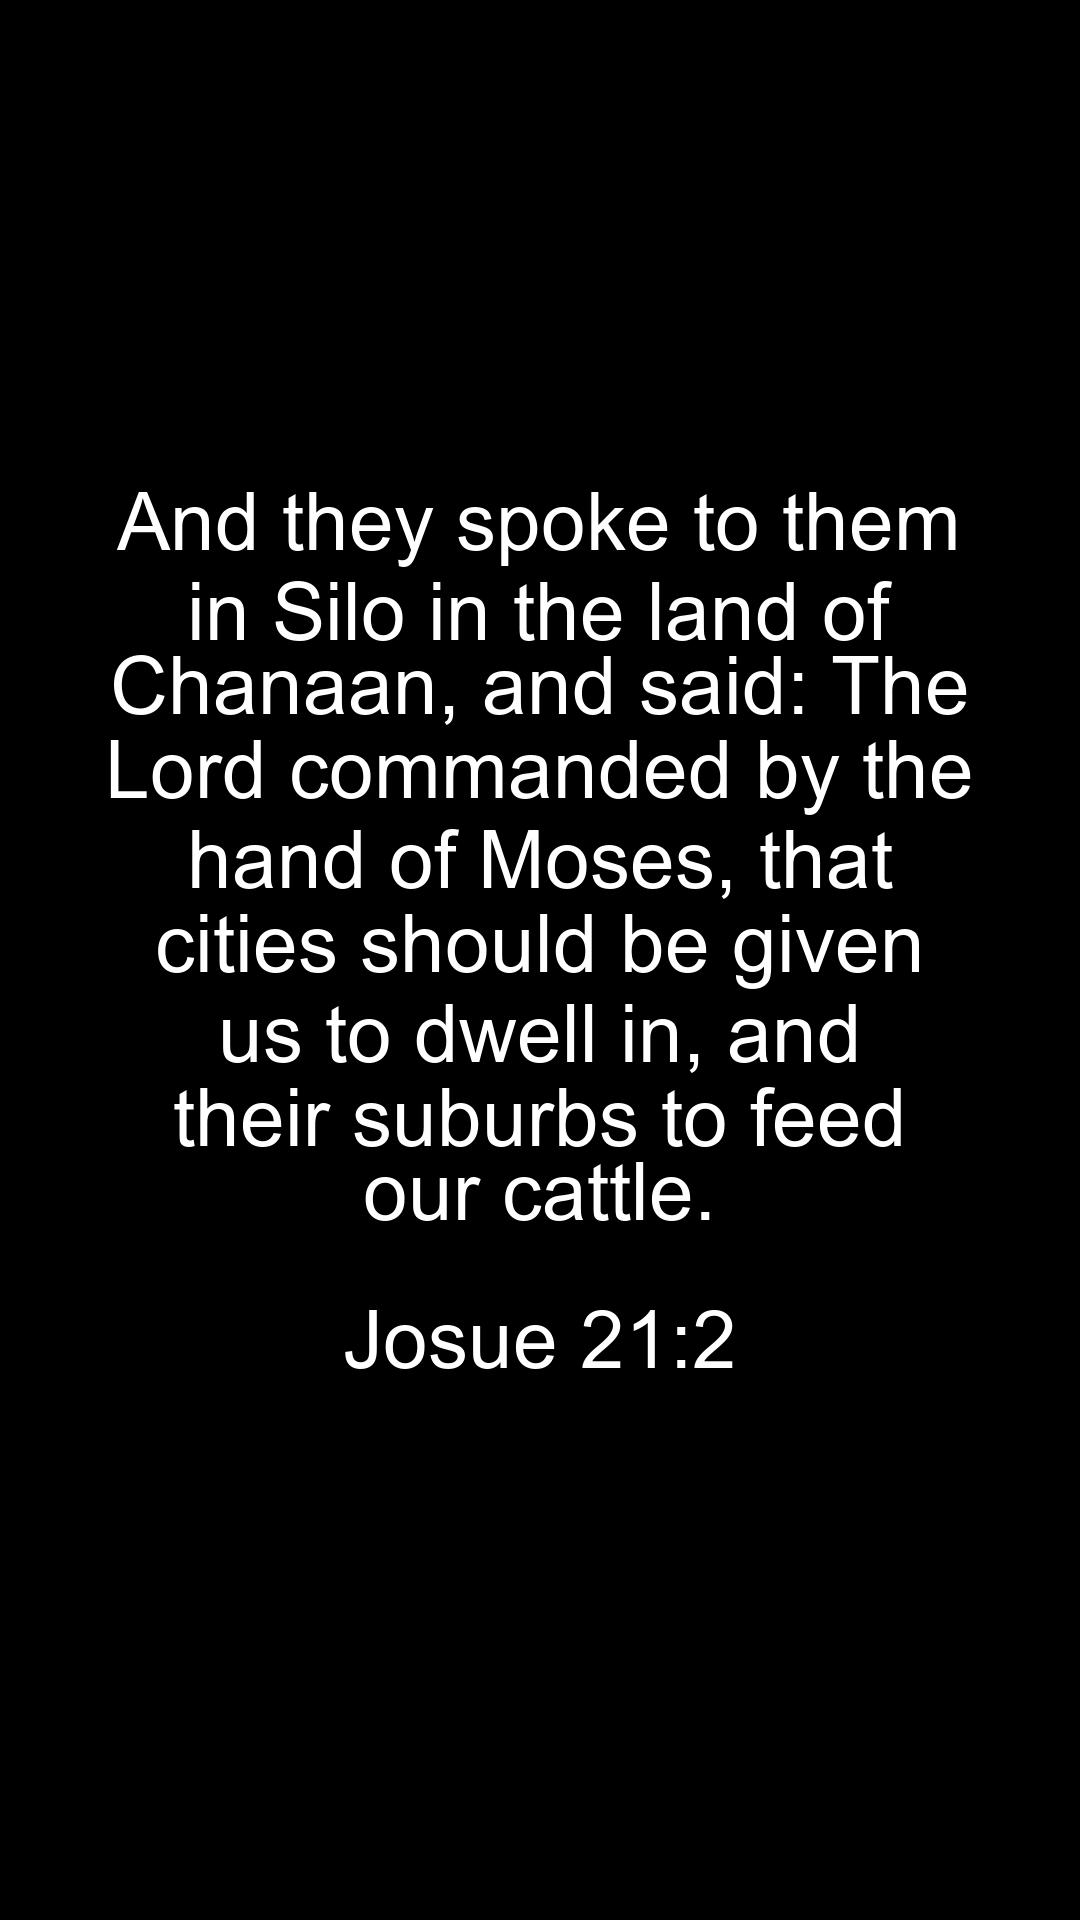 And they spoke to them
in Silo in the land of
Chanaan, and said: The
Lord commanded by the
hand of Moses, that
cities should be given
us to dwell in, and
their suburbs to feed
our cattle.
Josue 21:2